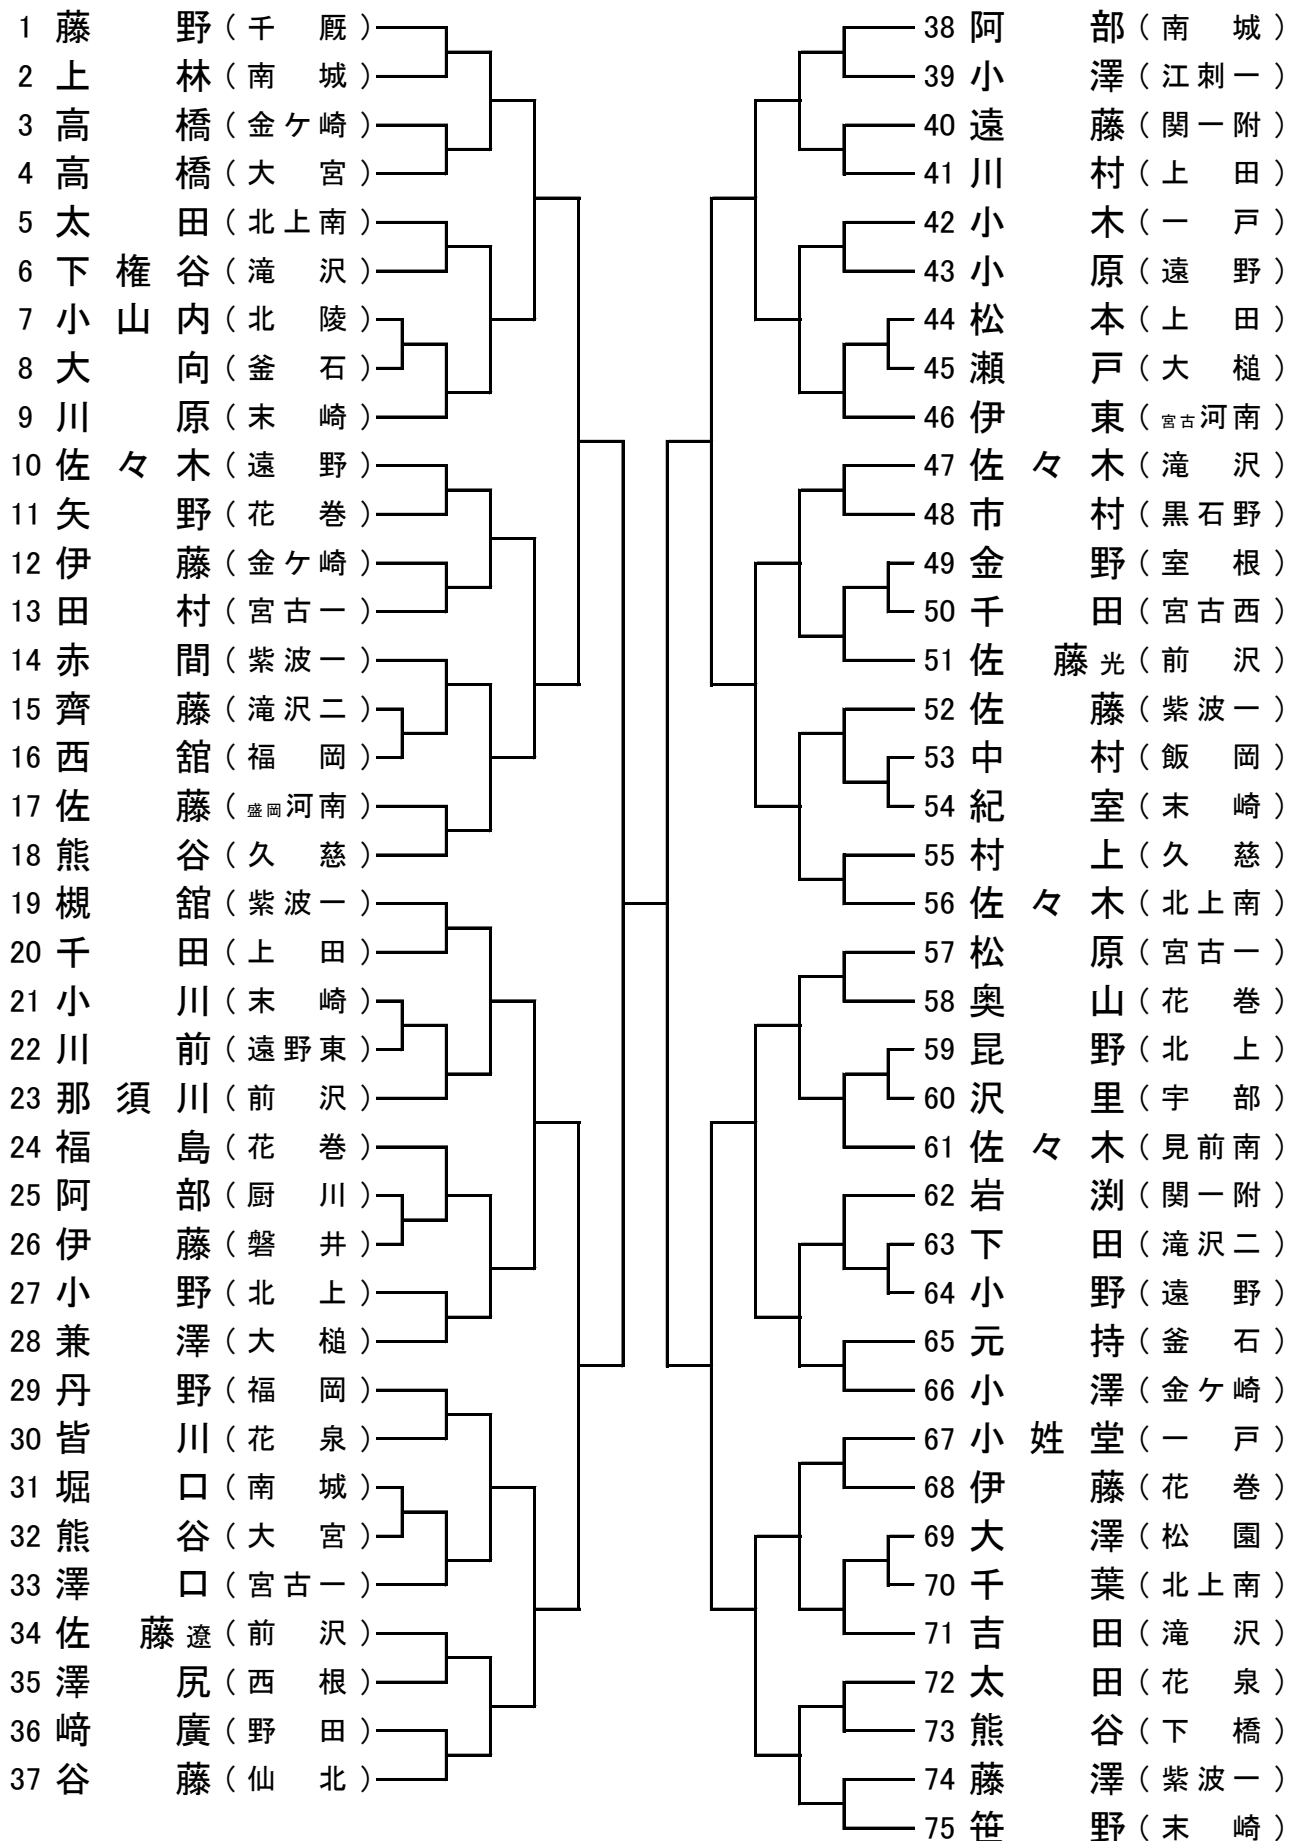 1 藤野(千厩)
2 上林(南城)
3 高橋(金ケ崎)
4 高橋(大宮)
5 太田(北上南)
6 下権谷(滝沢)
7 小山内(北陵)
8 大向(釜石)
9 川原(末崎)
10 佐々木(遠野)
11 矢野(花巻)
12 伊藤(金ケ崎)
13 田村(宮古一)
14 赤間(紫波一)
15 齊藤(滝沢二)
16 西舘(福岡)
17 佐藤(盛岡河南)
18 熊谷(久慈)
19 槻舘(紫波一)
20 千田(上田)
21 小川(末崎)
22 川前(遠野東)
23 那須川(前沢)
24 福島(花巻)
25 阿部(厨川)
26 伊藤(磐井)
27 小野(北上)
28 兼澤(大槌)
29 丹野(福岡)
30 皆川(花泉)
31 堀口(南城)
32 熊谷(大宮)
33 澤口(宮古一)
34 佐藤遼(前沢)
35 澤尻(西根)
36 﨑廣(野田)
37 谷藤(仙北)
38 阿部(南城)
39 小澤(江刺一)
40 遠藤(関一附)
41 川村(上田)
42 小木(一戸)
43 小原(遠野)
44 松本(上田)
45 瀬戸(大槌)
46 伊東(宮古河南)
47 佐々木(滝沢)
48 市村(黒石野)
49 金野(室根)
50 千田(宮古西)
51 佐藤光(前沢)
52 佐藤(紫波一)
53 中村(飯岡)
54 紀室(末崎)
55 村上(久慈)
56 佐々木(北上南)
57 松原(宮古一)
58 奥山(花巻)
59 昆野(北上)
60 沢里(宇部)
61 佐々木(見前南)
62 岩渕(関一附)
63 下田(滝沢二)
64 小野(遠野)
65 元持(釜石)
66 小澤(金ケ崎)
67 小姓堂(一戸)
68 伊藤(花巻)
69 大澤(松園)
70 千葉(北上南)
71 吉田(滝沢)
72 太田(花泉)
73 熊谷(下橋)
74 藤澤(紫波一)
75 笹野(末崎)